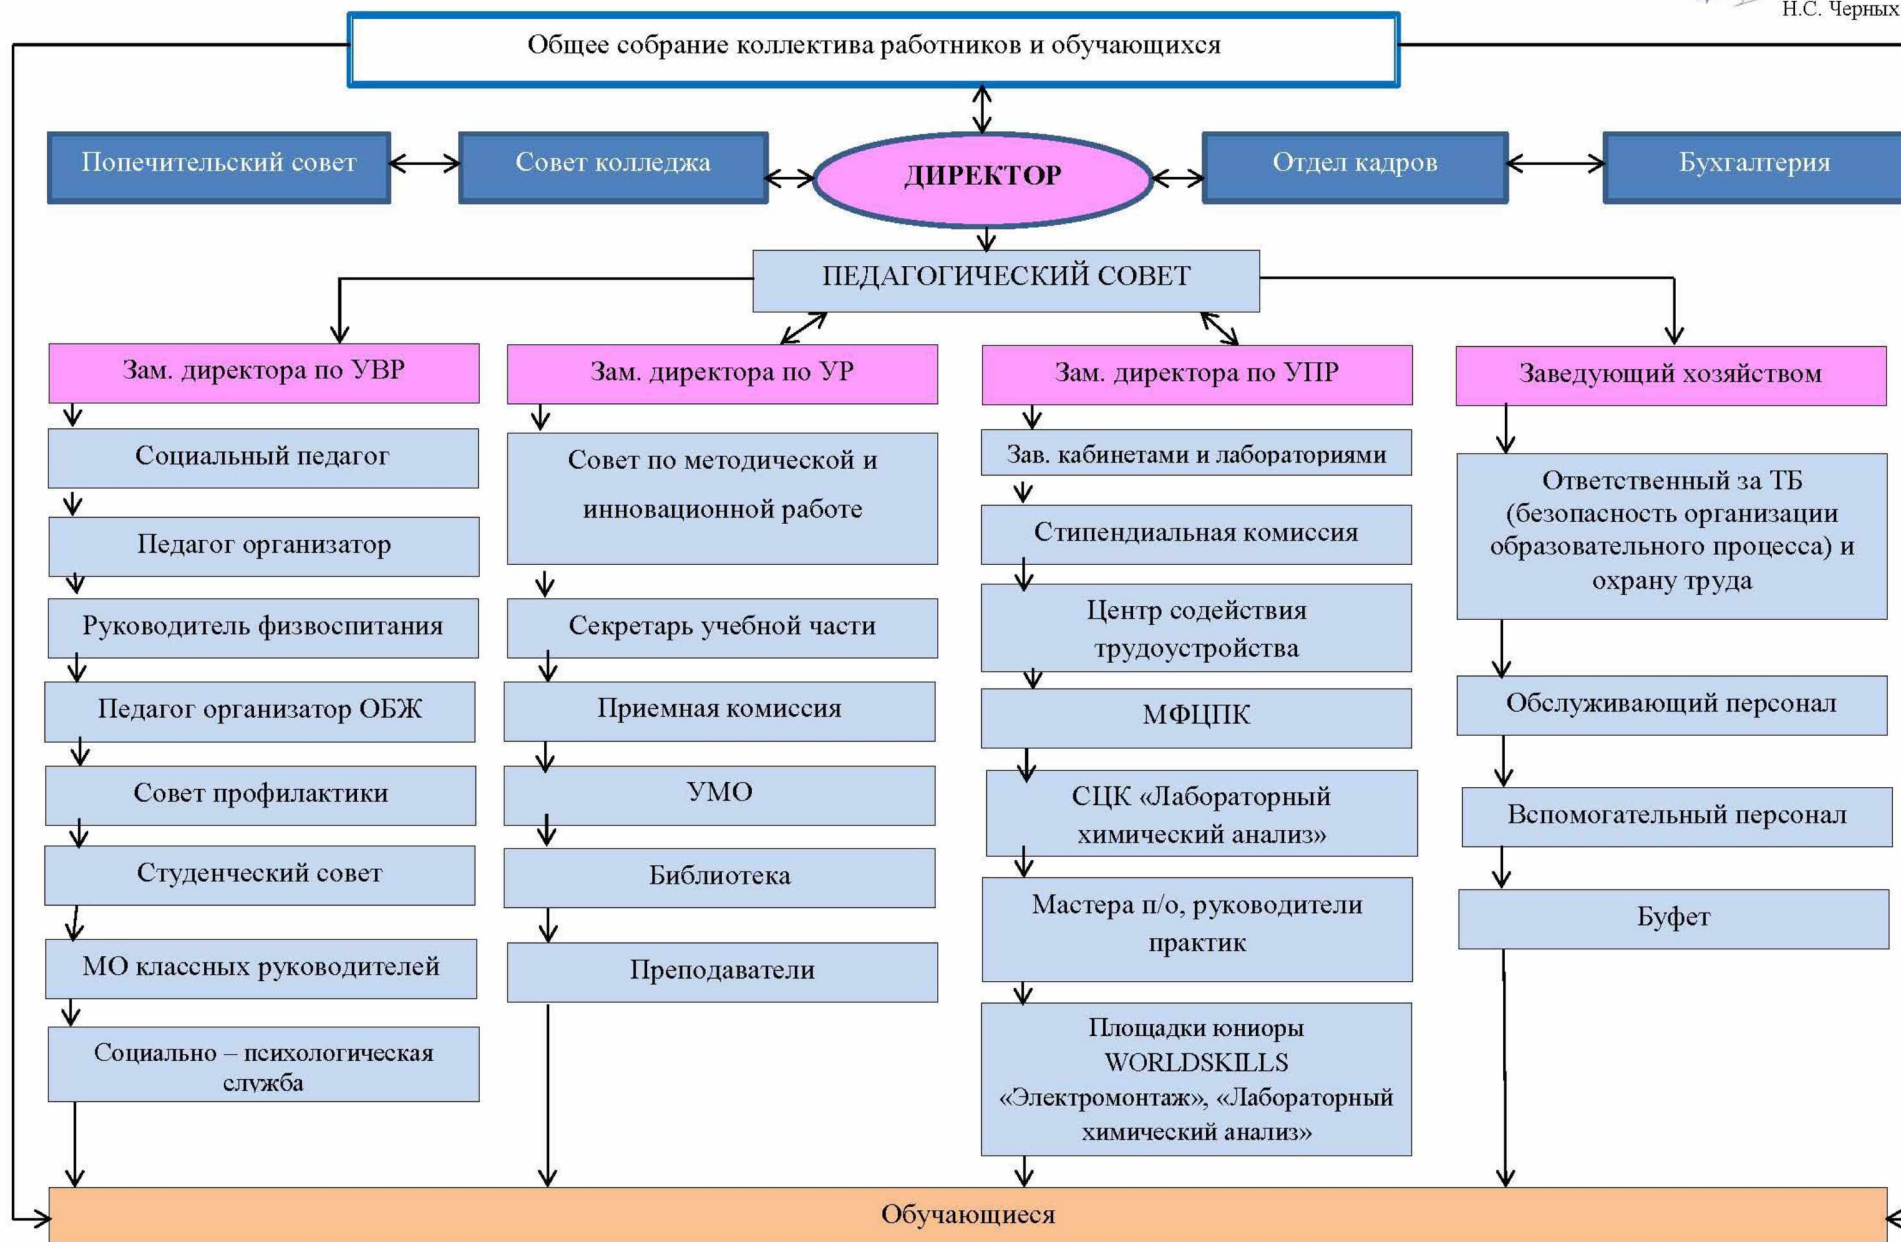 Н.С. Черных
Общее собрание коллектива работников и обучающихся
Попечительский совет
Совет колледжа
ДИРЕКТОР
Отдел кадров
Бухгалтерия
ПЕДАГОГИЧЕСКИЙ СОВЕТ
Зам. директора по УВР
Социальный педагог
Педагог организатор
Руководитель физвоспитания
Педагог организатор ОБЖ
Совет профилактики
Студенческий совет
МО классных руководителей
Социально – психологическая
служба
Зам. директора по УР
Совет по методической и
инновационной работе
Секретарь учебной части
Приемная комиссия
УМО
Библиотека
Преподаватели
Зам. директора по УПР
Зав. кабинетами и лабораториями
Стипендиальная комиссия
Центр содействия
трудоустройства
МФЦПК
СЦК «Лабораторный
химический анализ»
Мастера п/о, руководители
практик
Площадки юниоры
WORLDSKILLS
«Электромонтаж», «Лабораторный
химический анализ»
Заведующий хозяйством
Ответственный за ТБ
(безопасность организации
образовательного процесса) и
охрану труда
Обслуживающий персонал
Вспомогательный персонал
Буфет
Обучающиеся